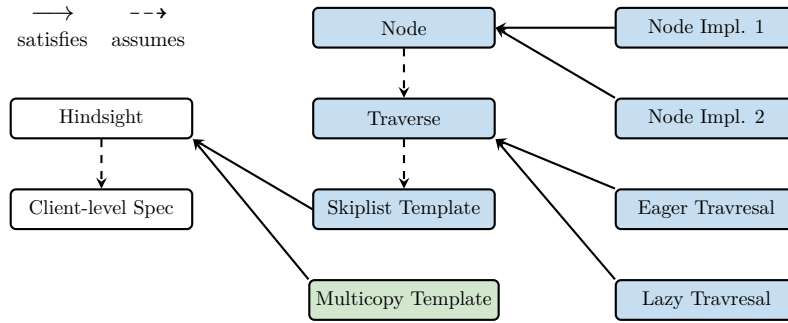 satisfies assumes
Node
Node Impl. 1
Hindsight
Traverse
Node Impl. 2
Client-level Spec
Skiplist Template
Eager Travresal
Multicopy Template
Lazy Travresal